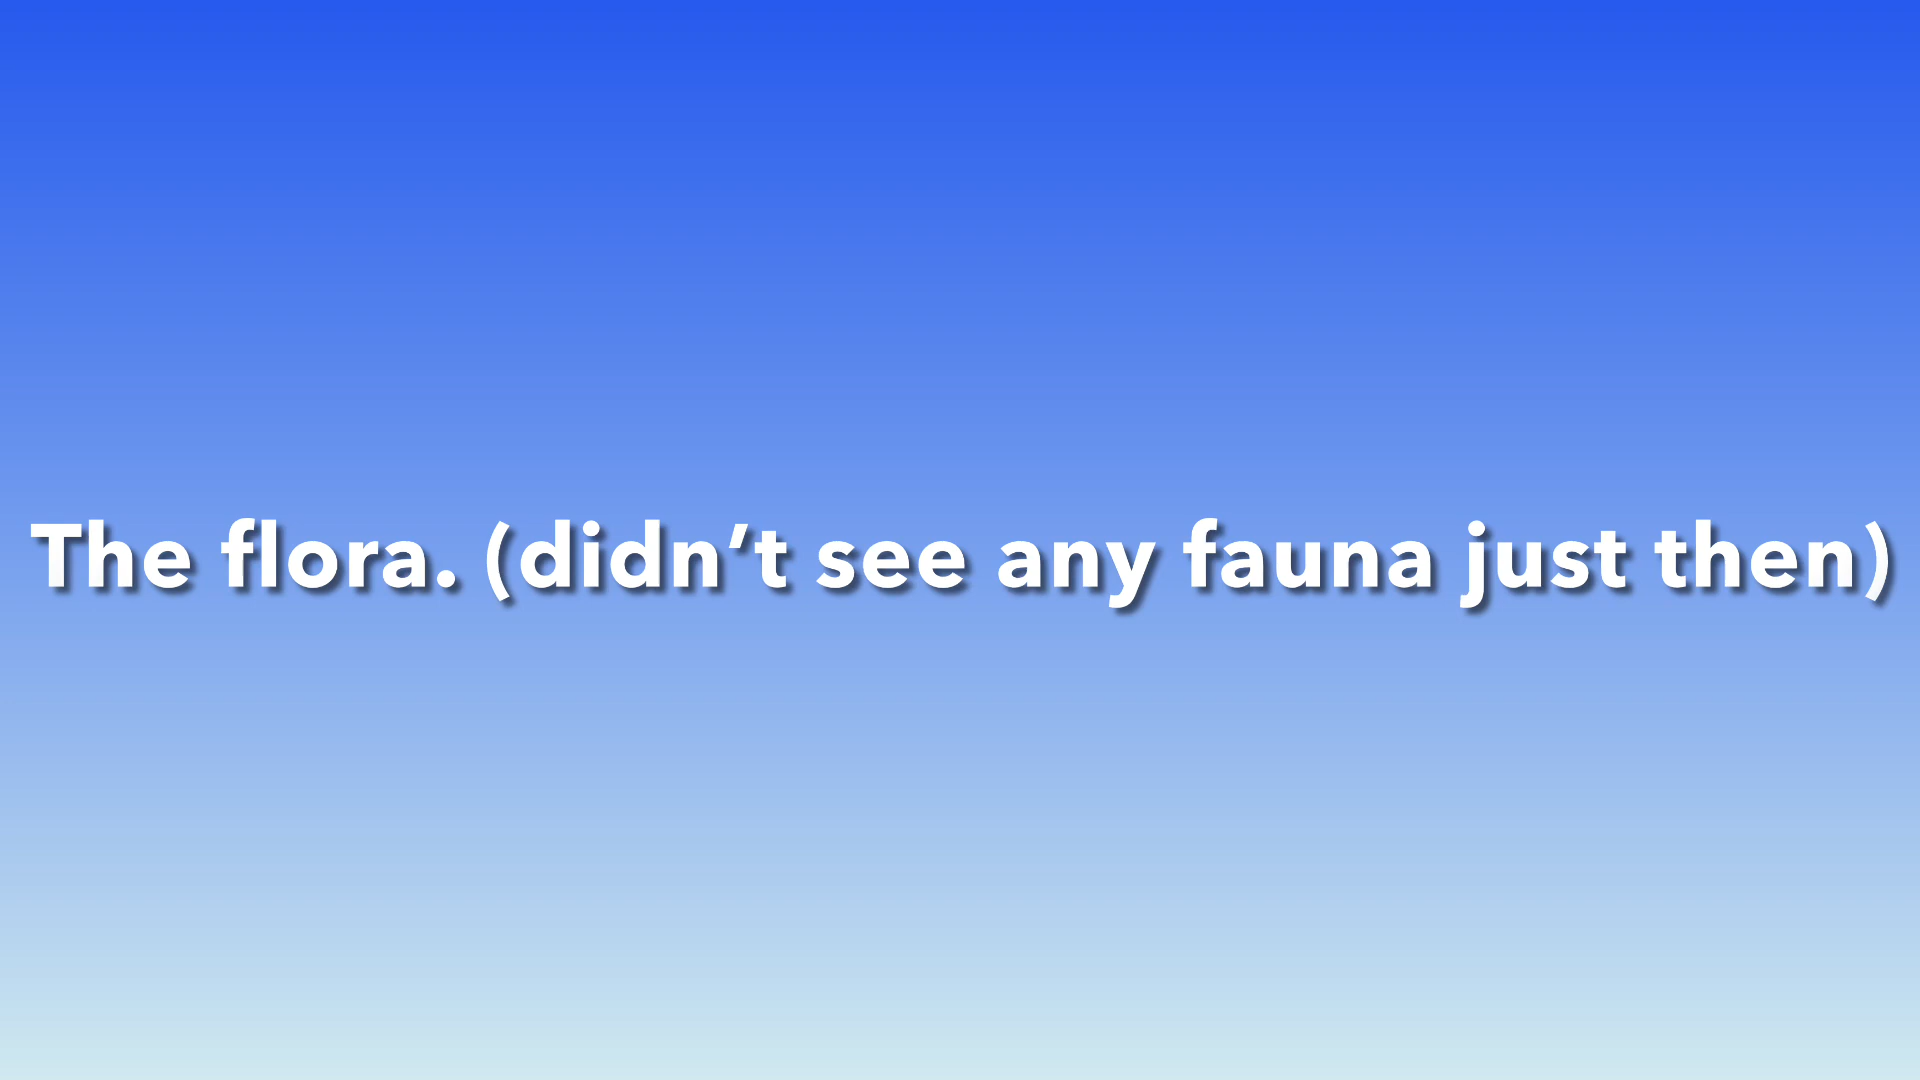 The flora. (didn’t see any fauna just then)